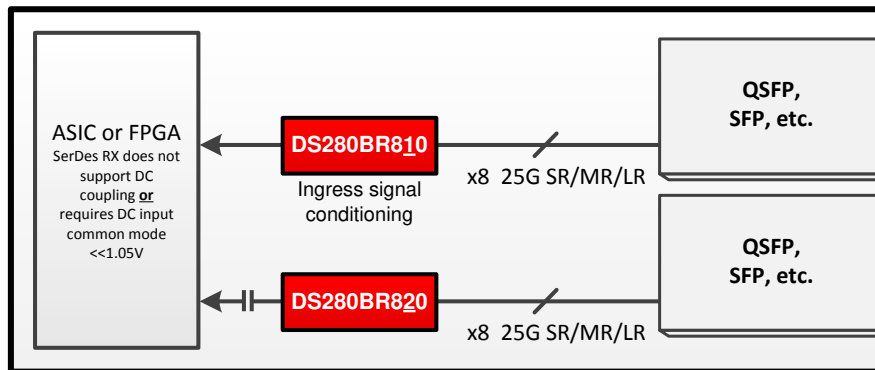 ASIC or FPGA
SerDes RX does not
support DC
coupling or
requires DC input
common mode
<<1.05V
DS280BR810
Ingress signal
conditioning
x8 25G SR/MR/LR
QSFP,
SFP, etc.
DS280BR820
x8 25G SR/MR/LR
QSFP,
SFP, etc.